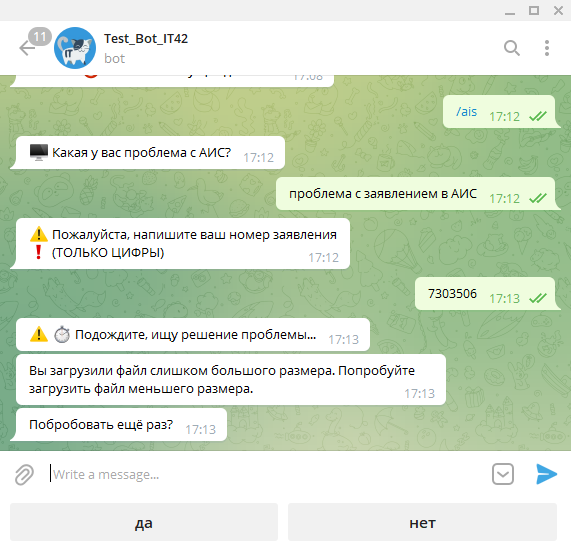 11
Test_Bot_IT42
bot
17:08
/ais 17:12
Какая у вас проблема с АИС? 17:12
проблема с заявлением в АИС 17:12
Пожалуйста, напишите ваш номер заявления
(ТОЛЬКО ЦИФРЫ) 17:12
7303506 17:13
Подождите, ищу решение проблемы... 17:13
Вы загрузили файл слишком большого размера. Попробуйте
загрузить файл меньшего размера. 17:13
Побробовать ещё раз? 17:13
Write a message...
да нет